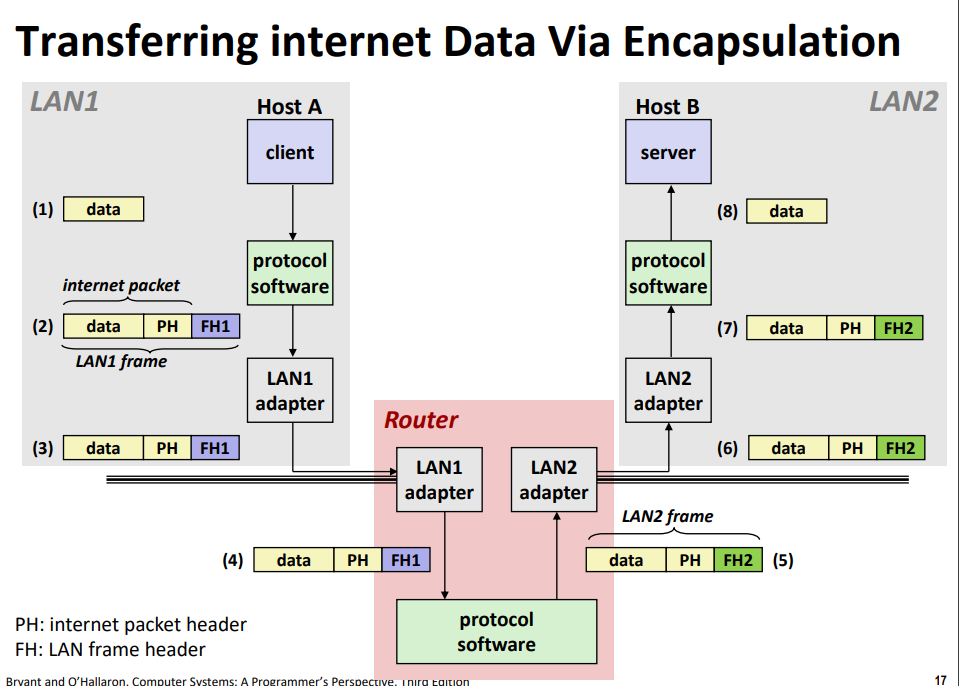 Transferring internet Data Via Encapsulation
LAN1
Host A
client
(1) data
protocol
software
internet packet
(2) data PH FH1
LAN1 frame
LAN1
adapter
(3) data PH FH1
Router
LAN1
adapter
LAN2
adapter
(4) data PH FH1
protocol
software
LAN2 frame
data PH FH2 (5)
LAN2
Host B
server
(8) data
protocol
software
(7) data PH FH2
LAN2
adapter
(6) data PH FH2
PH: internet packet header
FH: LAN frame header
Bryant and O'Hallaron, Computer Systems: A Programmer's Perspective, Third Edition
17